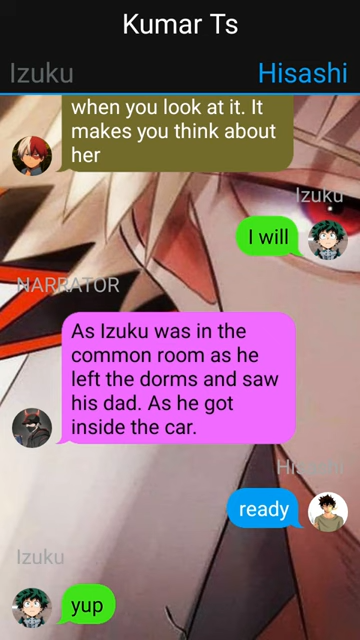 Kumar Ts
Izuku Hisashi
when you look at it. It
makes you think about
her
Izuku
I will
NARRATOR
As Izuku was in the
common room as he
left the dorms and saw
his dad. As he got
inside the car.
Hisashi
ready
Izuku
yup